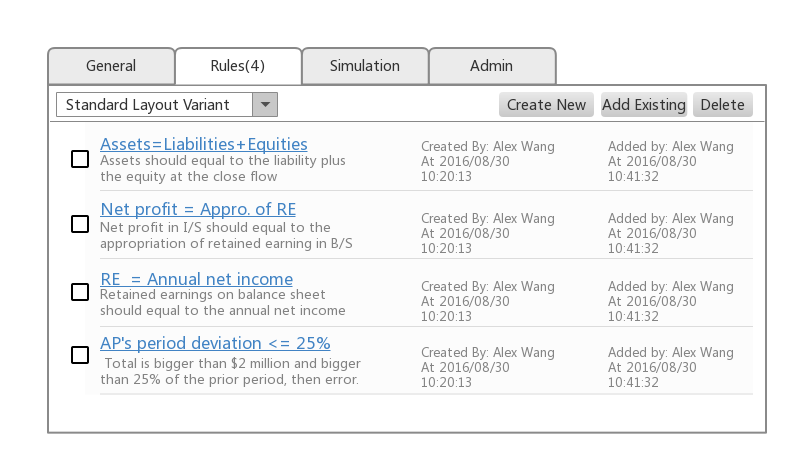 General Rules(4) Simulation Admin
Standard Layout Variant Create New Add Existing Delete
Assets=Liabilities+Equities
Assets should equal to the liability plus
the equity at the close flow
Created By: Alex Wang
At 2016/08/30
10:20:13
Added by: Alex Wang
At 2016/08/30
10:41:32
Net profit = Appro. of RE
Net profit in I/S should equal to the
appropriation of retained earning in B/S
Created By: Alex Wang
At 2016/08/30
10:20:13
Added by: Alex Wang
At 2016/08/30
10:41:32
RE  = Annual net income
Retained earnings on balance sheet
should equal to the annual net income
Created By: Alex Wang
At 2016/08/30
10:20:13
Added by: Alex Wang
At 2016/08/30
10:41:32
AP's period deviation <= 25%
Total is bigger than $2 million and bigger
than 25% of the prior period, then error.
Created By: Alex Wang
At 2016/08/30
10:20:13
Added by: Alex Wang
At 2016/08/30
10:41:32